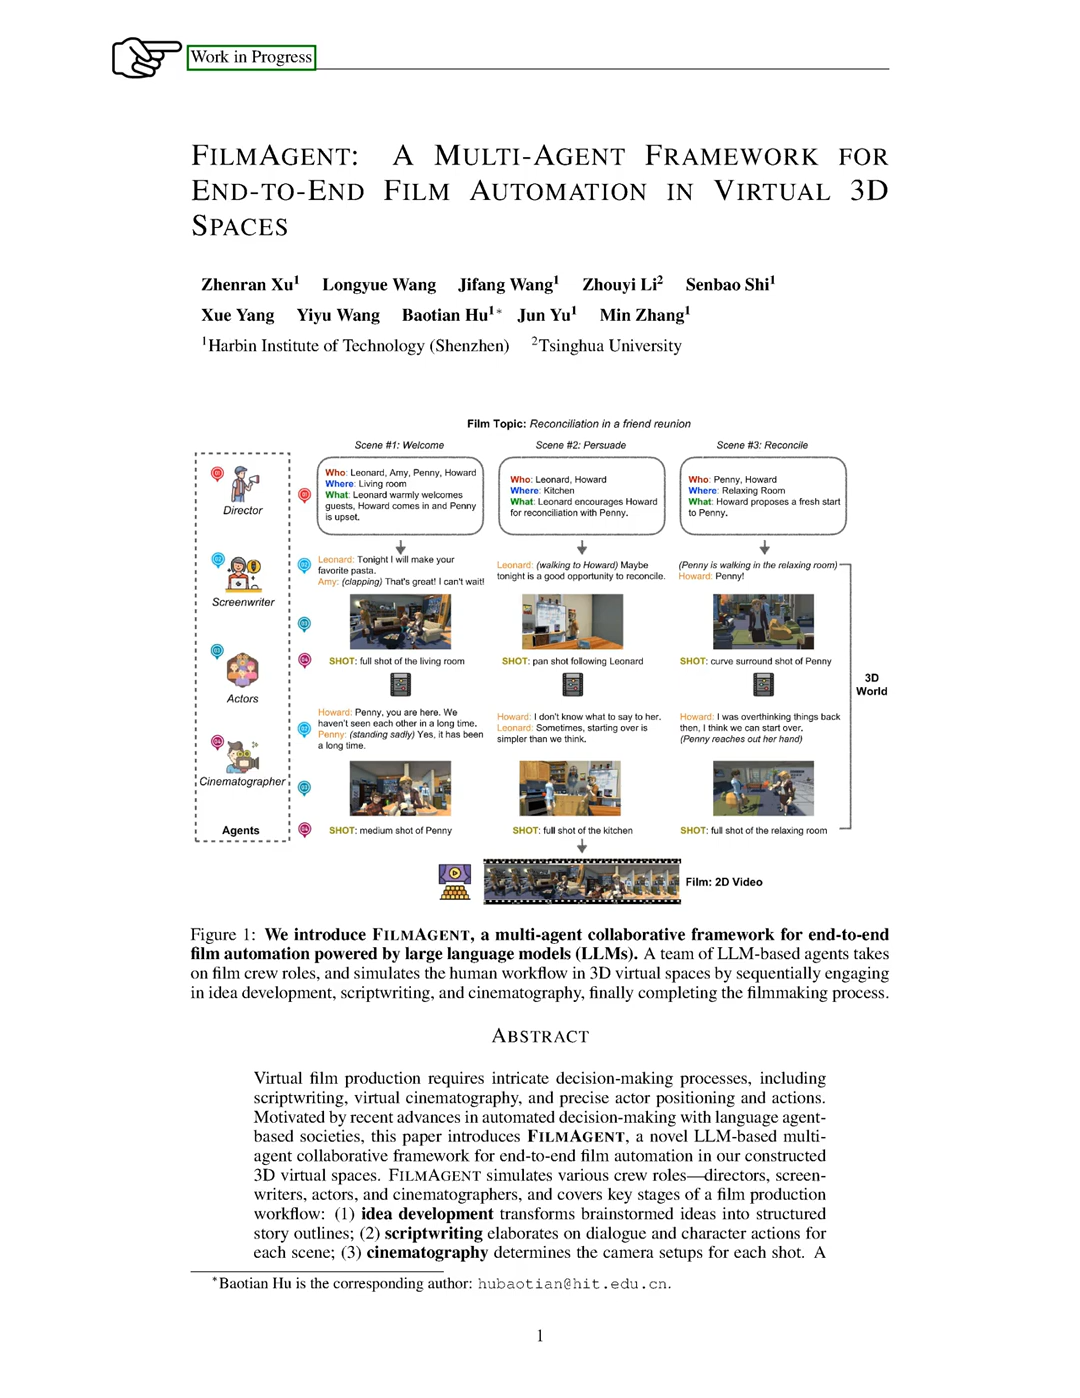 Work in Progress
FILMAGENT: A MULTI-AGENT FRAMEWORK FOR
END-TO-END FILM AUTOMATION IN VIRTUAL 3D
SPACES
Zhenran Xu¹ Longyue Wang Jifang Wang¹ Zhouyi Li² Senbao Shi¹
Xue Yang Yiyu Wang Baotian Hu¹* Jun Yu¹ Min Zhang¹
¹Harbin Institute of Technology (Shenzhen) ²Tsinghua University
Film Topic: Reconciliation in a friend reunion
Scene #1: Welcome
Scene #2: Persuade
Scene #3: Reconcile
Director
Screenwriter
Actors
Cinematographer
Agents
Who: Leonard, Amy, Penny, Howard
Where: Living room
What: Leonard warmly welcomes
guests, Howard comes in and Penny
is upset.
Who: Leonard, Howard
Where: Kitchen
What: Leonard encourages Howard
for reconciliation with Penny.
Who: Penny, Howard
Where: Relaxing Room
What: Howard proposes a fresh start
to Penny.
Leonard: Tonight I will make your
favorite pasta.
Amy: (clapping) That's great! I can't wait!
Leonard: (walking to Howard) Maybe
tonight is a good opportunity to reconcile.
(Penny is walking in the relaxing room)
Howard: Penny!
SHOT: full shot of the living room
SHOT: pan shot following Leonard
SHOT: curve surround shot of Penny
3D
World
Howard: Penny, you are here. We
haven't seen each other in a long time.
Penny: (standing sadly) Yes, it has been
a long time.
Howard: I don't know what to say to her.
Leonard: Sometimes, starting over is
simpler than we think.
Howard: I was overthinking things back
then, I think we can start over.
(Penny reaches out her hand)
SHOT: medium shot of Penny
SHOT: full shot of the kitchen
SHOT: full shot of the relaxing room
Film: 2D Video
Figure 1: We introduce FILMAGENT, a multi-agent collaborative framework for end-to-end
film automation powered by large language models (LLMs). A team of LLM-based agents takes
on film crew roles, and simulates the human workflow in 3D virtual spaces by sequentially engaging
in idea development, scriptwriting, and cinematography, finally completing the filmmaking process.
ABSTRACT
Virtual film production requires intricate decision-making processes, including
scriptwriting, virtual cinematography, and precise actor positioning and actions.
Motivated by recent advances in automated decision-making with language agent-
based societies, this paper introduces FILMAGENT, a novel LLM-based multi-
agent collaborative framework for end-to-end film automation in our constructed
3D virtual spaces. FILMAGENT simulates various crew roles—directors, screen-
writers, actors, and cinematographers, and covers key stages of a film production
workflow: (1) idea development transforms brainstormed ideas into structured
story outlines; (2) scriptwriting elaborates on dialogue and character actions for
each scene; (3) cinematography determines the camera setups for each shot. A
*Baotian Hu is the corresponding author: hubaotian@hit.edu.cn.
1